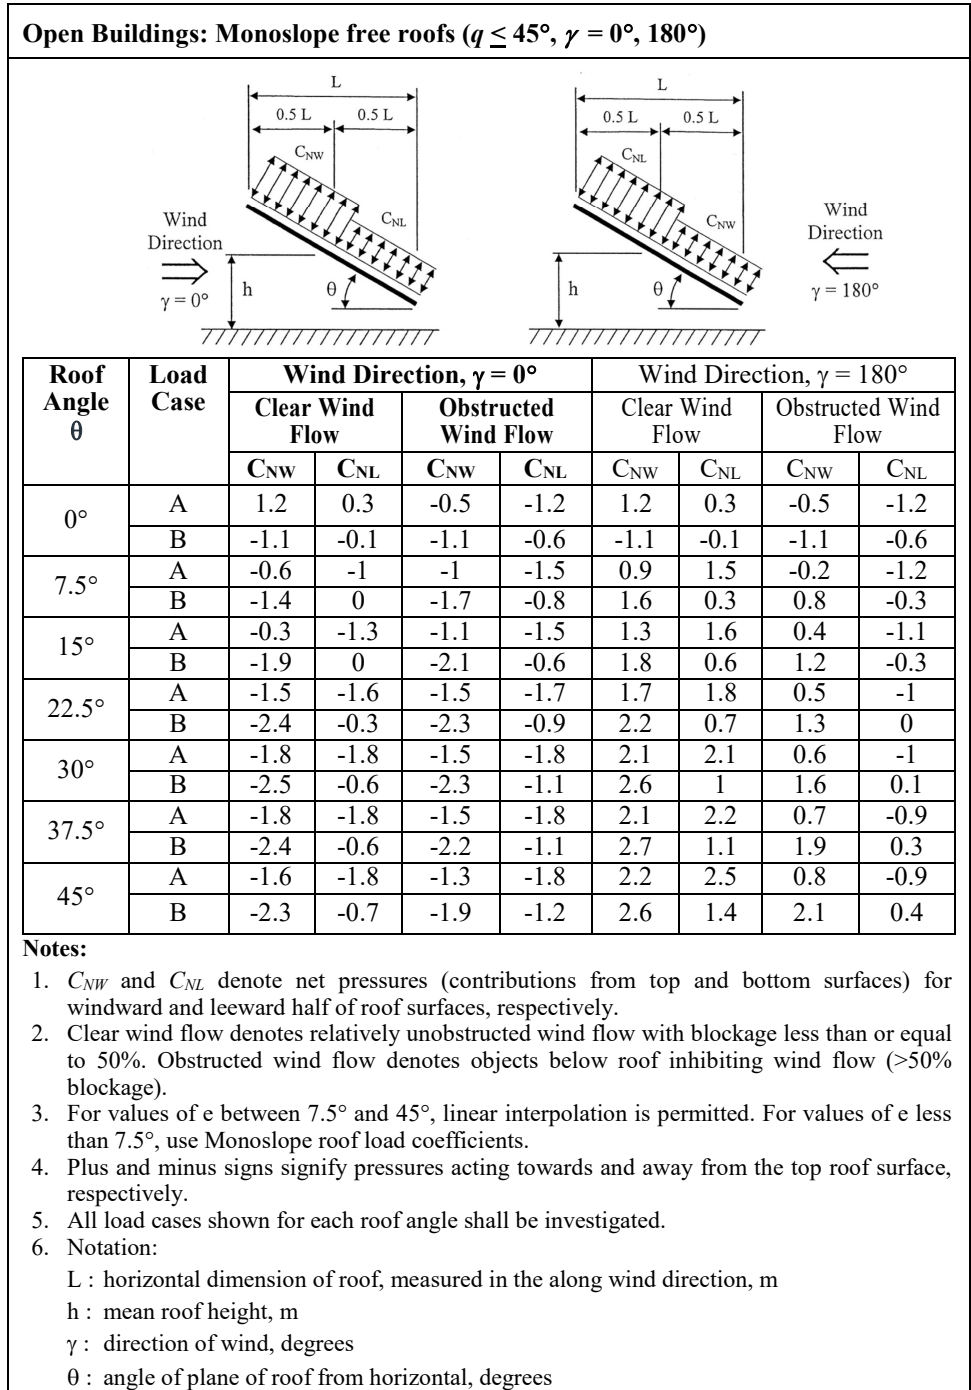 Open Buildings: Monoslope free roofs (q ≤ 45°, γ = 0°, 180°)
L
0.5 L 0.5 L
CNW
CNL
Wind
Direction
γ = 0°
h
θ
L
0.5 L 0.5 L
CNL
CNW
Wind
Direction
γ = 180°
h
θ
Roof Angle θ Load Case Wind Direction, γ = 0° Wind Direction, γ = 180°
Clear Wind Flow Obstructed Wind Flow Clear Wind Flow Obstructed Wind Flow
CNW CNL CNW CNL CNW CNL CNW CNL
0° A 1.2 0.3 -0.5 -1.2 1.2 0.3 -0.5 -1.2
B -1.1 -0.1 -1.1 -0.6 -1.1 -0.1 -1.1 -0.6
7.5° A -0.6 -1 -1 -1.5 0.9 1.5 -0.2 -1.2
B -1.4 0 -1.7 -0.8 1.6 0.3 0.8 -0.3
15° A -0.3 -1.3 -1.1 -1.5 1.3 1.6 0.4 -1.1
B -1.9 0 -2.1 -0.6 1.8 0.6 1.2 -0.3
22.5° A -1.5 -1.6 -1.5 -1.7 1.7 1.8 0.5 -1
B -2.4 -0.3 -2.3 -0.9 2.2 0.7 1.3 0
30° A -1.8 -1.8 -1.5 -1.8 2.1 2.1 0.6 -1
B -2.5 -0.6 -2.3 -1.1 2.6 1 1.6 0.1
37.5° A -1.8 -1.8 -1.5 -1.8 2.1 2.2 0.7 -0.9
B -2.4 -0.6 -2.2 -1.1 2.7 1.1 1.9 0.3
45° A -1.6 -1.8 -1.3 -1.8 2.2 2.5 0.8 -0.9
B -2.3 -0.7 -1.9 -1.2 2.6 1.4 2.1 0.4
Notes:
1. CNW and CNL denote net pressures (contributions from top and bottom surfaces) for
windward and leeward half of roof surfaces, respectively.
2. Clear wind flow denotes relatively unobstructed wind flow with blockage less than or equal
to 50%. Obstructed wind flow denotes objects below roof inhibiting wind flow (>50%
blockage).
3. For values of e between 7.5° and 45°, linear interpolation is permitted. For values of e less
than 7.5°, use Monoslope roof load coefficients.
4. Plus and minus signs signify pressures acting towards and away from the top roof surface,
respectively.
5. All load cases shown for each roof angle shall be investigated.
6. Notation:
L : horizontal dimension of roof, measured in the along wind direction, m
h : mean roof height, m
γ : direction of wind, degrees
θ : angle of plane of roof from horizontal, degrees